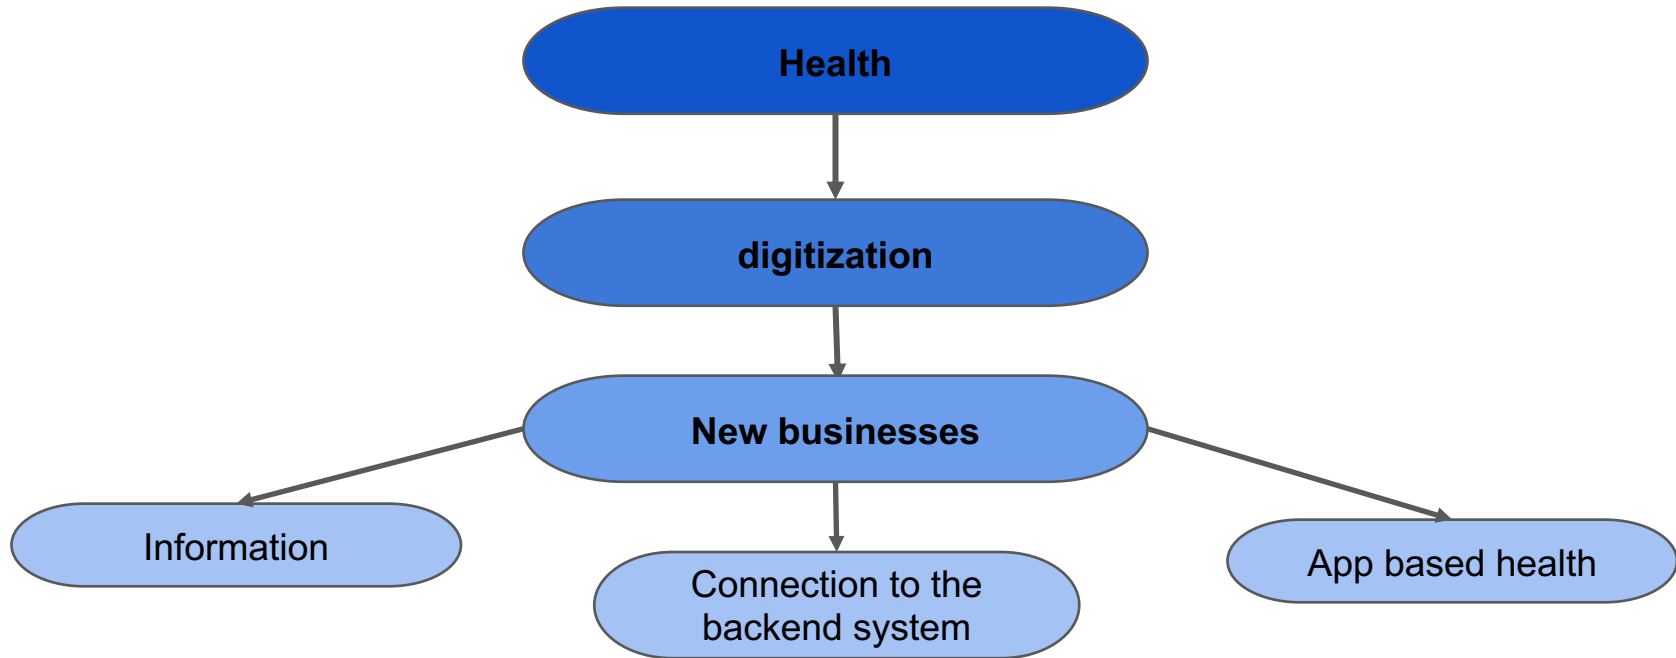 Health
digitization
New businesses
Information
Connection to the
backend system
App based health